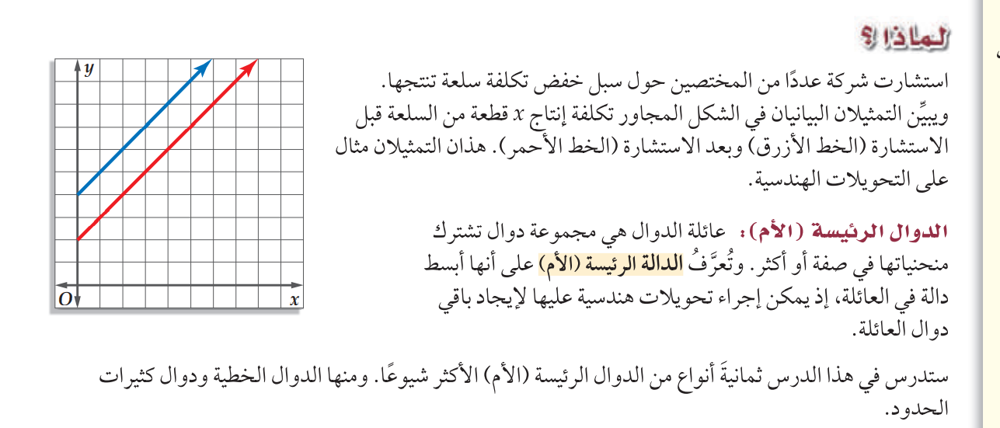 لماذا ؟
استشارت شركة عددًا من المختصين حول سبل خفض تكلفة سلعة تنتجها.
ويبيِّن التمثيلان البيانيان في الشكل المجاور تكلفة إنتاج x قطعة من السلعة قبل
الاستشارة (الخط الأزرق) وبعد الاستشارة (الخط الأحمر). هذان التمثيلان مثال
على التحويلات الهندسية.
y
O
x
الدوال الرئيسة (الأم): عائلة الدوال هي مجموعة دوال تشترك
منحنياتها في صفة أو أكثر. وتُعرَّفُ الدالة الرئيسة (الأم) على أنها أبسط
دالة في العائلة، إذ يمكن إجراء تحويلات هندسية عليها لإيجاد باقي
دوال العائلة.
ستدرس في هذا الدرس ثمانيةَ أنواع من الدوال الرئيسة (الأم) الأكثر شيوعًا. ومنها الدوال الخطية ودوال كثيرات
الحدود.